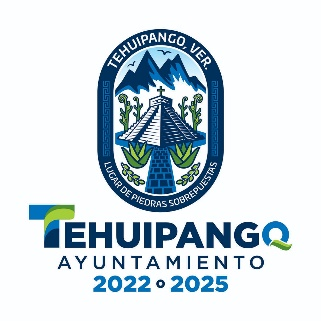 TEHUIPANGO, VER.
LUGAR DE PIEDRAS SOBREPUESTAS
TEHUIPANGO
AYUNTAMIENTO
2022 o 2025